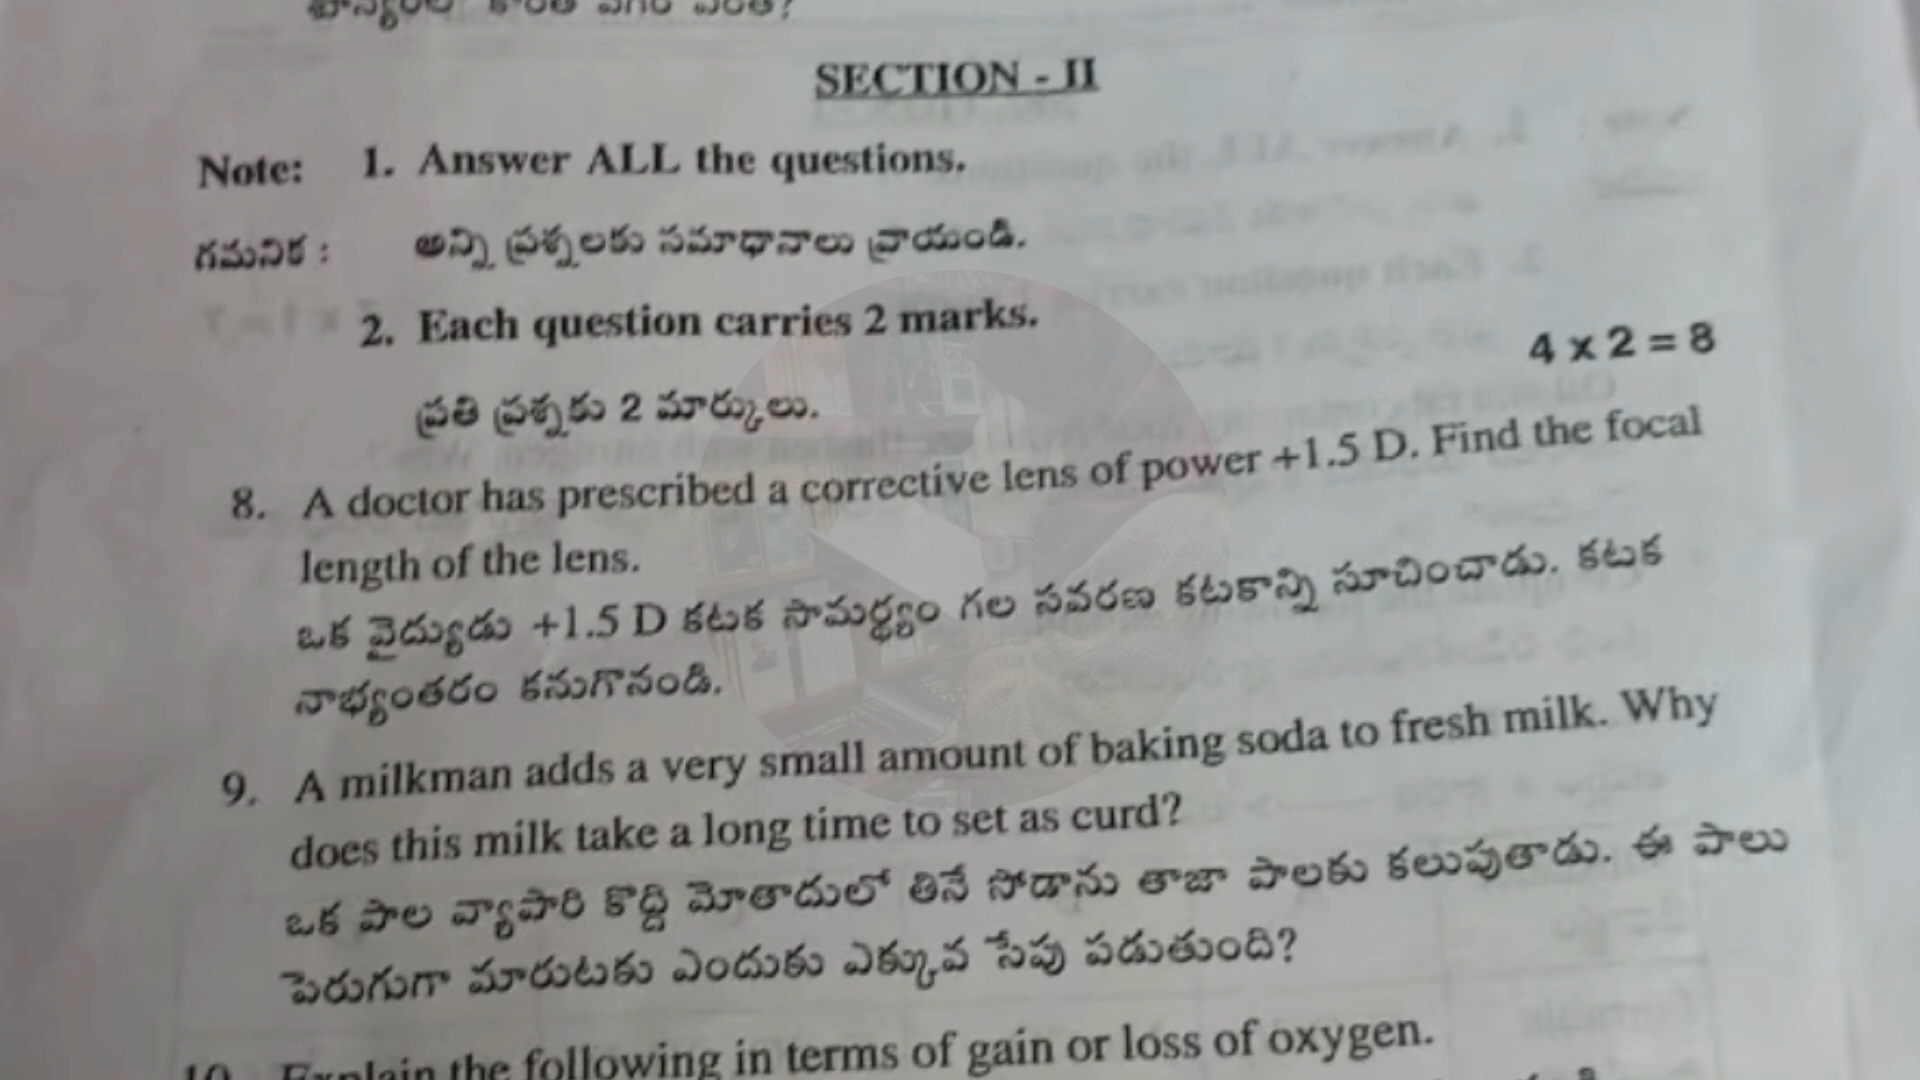 SECTION - II
Note: 1. Answer ALL the questions.
గమనిక : అన్ని ప్రశ్నలకు సమాధానాలు వ్రాయండి.
2. Each question carries 2 marks.
4 x 2 = 8
ప్రతి ప్రశ్నకు 2 మార్కులు.
8. A doctor has prescribed a corrective lens of power +1.5 D. Find the focal
length of the lens.
ఒక వైద్యుడు +1.5 D కటక సామర్థ్యం గల సవరణ కటకాన్ని సూచించాడు. కటక
నాభ్యంతరం కనుగొనండి.
9. A milkman adds a very small amount of baking soda to fresh milk. Why
does this milk take a long time to set as curd?
ఒక పాల వ్యాపారి కొద్ది మోతాదులో తినే సోడాను తాజా పాలకు కలుపుతాడు. ఈ పాలు
పెరుగుగా మారుటకు ఎందుకు ఎక్కువ సేపు పడుతుంది?
10. Explain the following in terms of gain or loss of oxygen.